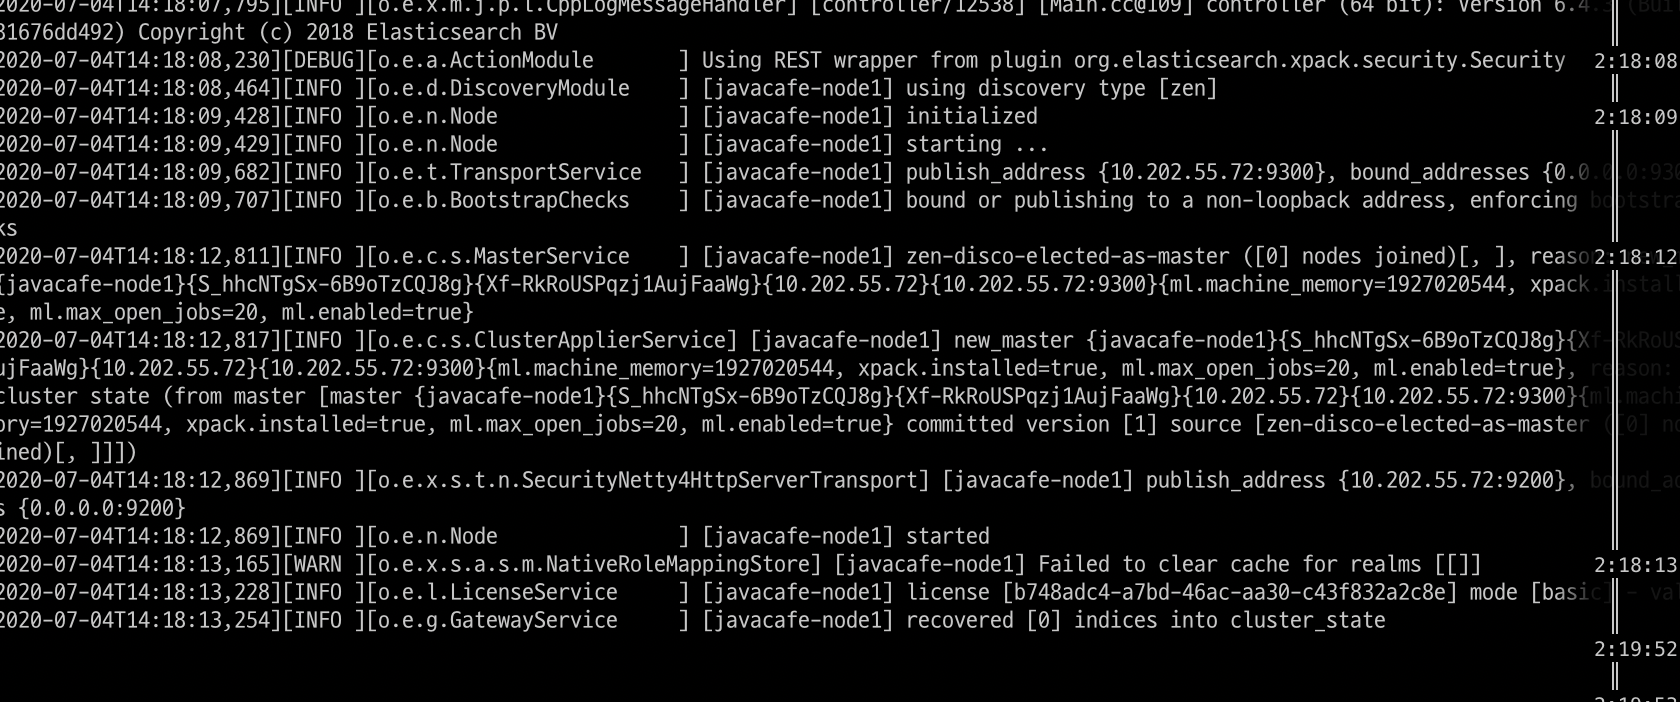 2020-07-04T14:18:07,795][INFO ][o.e.x.m.j.p.l.CppLogMessageHandler] [controller/12538] [Main.cc@109] controller (64 bit): Version 6.4.3 (Buil
81676dd492) Copyright (c) 2018 Elasticsearch BV
2020-07-04T14:18:08,230][DEBUG][o.e.a.ActionModule       ] Using REST wrapper from plugin org.elasticsearch.xpack.security.Security 2:18:08
2020-07-04T14:18:08,464][INFO ][o.e.d.DiscoveryModule    ] [javacafe-node1] using discovery type [zen]
2020-07-04T14:18:09,428][INFO ][o.e.n.Node               ] [javacafe-node1] initialized 2:18:09
2020-07-04T14:18:09,429][INFO ][o.e.n.Node               ] [javacafe-node1] starting ...
2020-07-04T14:18:09,682][INFO ][o.e.t.TransportService   ] [javacafe-node1] publish_address {10.202.55.72:9300}, bound_addresses {0.0.0.0:930
2020-07-04T14:18:09,707][INFO ][o.e.b.BootstrapChecks    ] [javacafe-node1] bound or publishing to a non-loopback address, enforcing bootstra
ks
2020-07-04T14:18:12,811][INFO ][o.e.c.s.MasterService    ] [javacafe-node1] zen-disco-elected-as-master ([0] nodes joined)[, ], reaso 2:18:12
{javacafe-node1}{S_hhcNTgSx-6B9oTzCQJ8g}{Xf-RkRoUSPqzj1AujFaaWg}{10.202.55.72}{10.202.55.72:9300}{ml.machine_memory=1927020544, xpack.install
e, ml.max_open_jobs=20, ml.enabled=true}
2020-07-04T14:18:12,817][INFO ][o.e.c.s.ClusterApplierService] [javacafe-node1] new_master {javacafe-node1}{S_hhcNTgSx-6B9oTzCQJ8g}{Xf-RkRoUS
ujFaaWg}{10.202.55.72}{10.202.55.72:9300}{ml.machine_memory=1927020544, xpack.installed=true, ml.max_open_jobs=20, ml.enabled=true}, reason:
cluster state (from master [master {javacafe-node1}{S_hhcNTgSx-6B9oTzCQJ8g}{Xf-RkRoUSPqzj1AujFaaWg}{10.202.55.72}{10.202.55.72:9300}{ml.machi
ory=1927020544, xpack.installed=true, ml.max_open_jobs=20, ml.enabled=true} committed version [1] source [zen-disco-elected-as-master ([0] no
ined)[, ]]])
2020-07-04T14:18:12,869][INFO ][o.e.x.s.t.n.SecurityNetty4HttpServerTransport] [javacafe-node1] publish_address {10.202.55.72:9200}, bound_ad
s {0.0.0.0:9200}
2020-07-04T14:18:12,869][INFO ][o.e.n.Node               ] [javacafe-node1] started
2020-07-04T14:18:13,165][WARN ][o.e.x.s.a.s.m.NativeRoleMappingStore] [javacafe-node1] Failed to clear cache for realms [[]] 2:18:13
2020-07-04T14:18:13,228][INFO ][o.e.l.LicenseService     ] [javacafe-node1] license [b748adc4-a7bd-46ac-aa30-c43f832a2c8e] mode [basic] - val
2020-07-04T14:18:13,254][INFO ][o.e.g.GatewayService     ] [javacafe-node1] recovered [0] indices into cluster_state
2:19:52